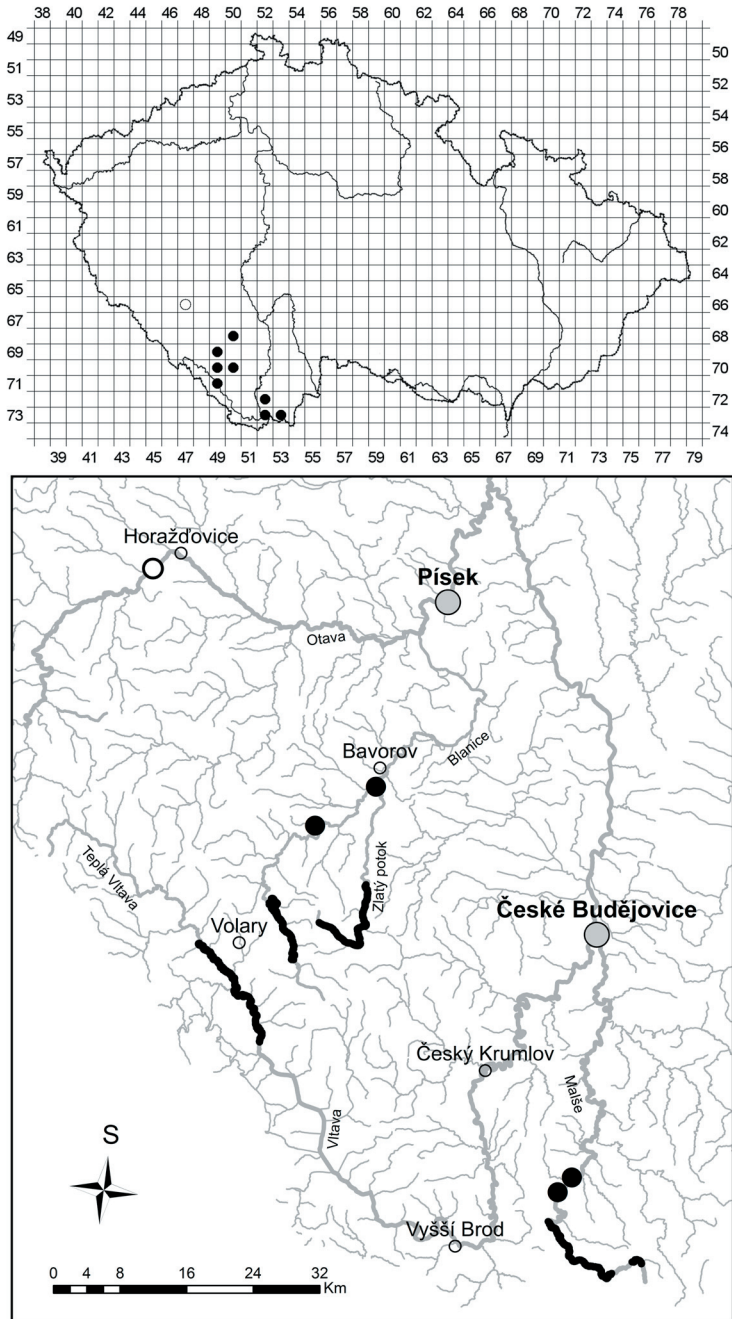 40 42 44 46 48 50 52 54 56 58 60 62 64 66 68 70 72 74 76 78
49
51
53
55
57
59
61
63
65
67
69
71
73
50
52
54
56
58
60
62
64
66
68
70
72
74
39 41 43 45 47 49 51 53 55 57 59 61 63 65 67 69 71 73 75 77 79
Horažďovice
Písek
Otava
Blanice
Bavorov
Teplá Vltava
Zlatý potok
Volary
České Budějovice
Český Krumlov
Malše
Vltava
S
Vyšší Brod
0 4 8 16 24 32
Km